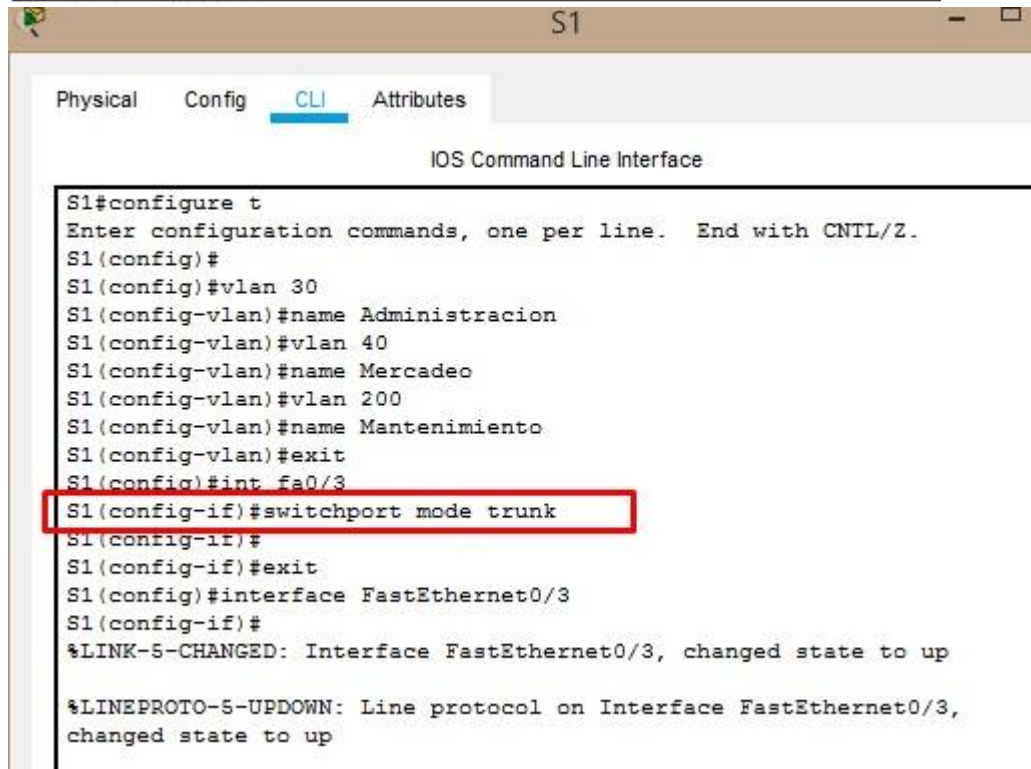 S1
Physical Config CLI Attributes
IOS Command Line Interface
S1#configure t
Enter configuration commands, one per line.  End with CNTL/Z.
S1(config)#
S1(config)#vlan 30
S1(config-vlan)#name Administracion
S1(config-vlan)#vlan 40
S1(config-vlan)#name Mercadeo
S1(config-vlan)#vlan 200
S1(config-vlan)#name Mantenimiento
S1(config-vlan)#exit
S1(config)#int fa0/3
S1(config-if)#switchport mode trunk
S1(config-if)#
S1(config-if)#exit
S1(config)#interface FastEthernet0/3
S1(config-if)#
%LINK-5-CHANGED: Interface FastEthernet0/3, changed state to up
%LINEPROTO-5-UPDOWN: Line protocol on Interface FastEthernet0/3,
changed state to up